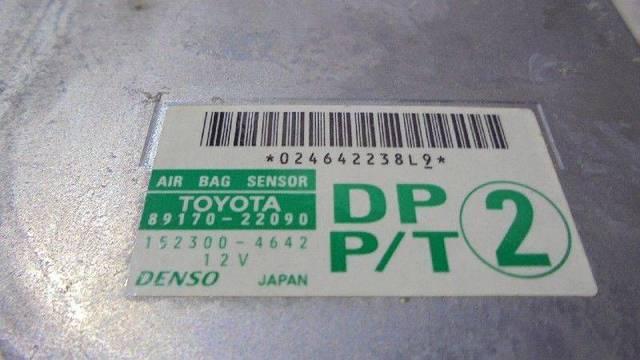 *024642238L9*
AIR BAG SENSOR
TOYOTA
89170-22090
152300-4642
12V
DENSO JAPAN
DP
P/T
2